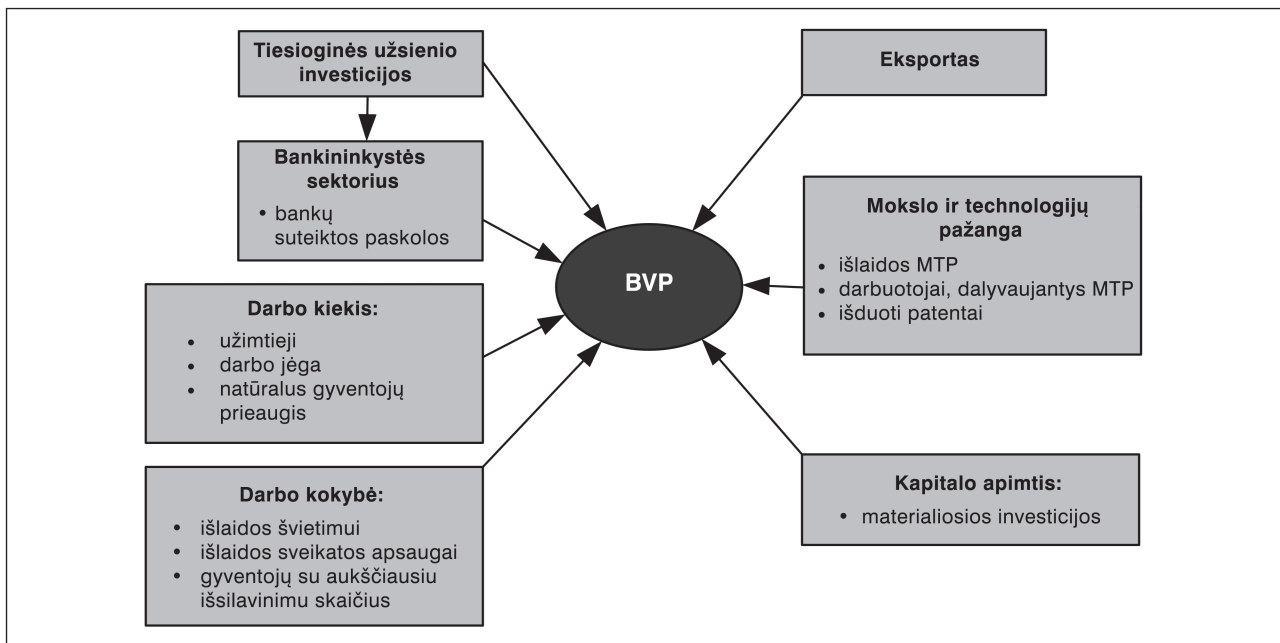 Tiesioginės užsienio
investicijos
Bankininkystės
sektorius
• bankų
suteiktos paskolos
Darbo kiekis:
• užimtieji
• darbo jėga
• natūralus gyventojų
prieaugis
Darbo kokybė:
• išlaidos švietimui
• išlaidos sveikatos apsaugai
• gyventojų su aukščiausiu
išsilavinimu skaičius
BVP
Eksportas
Mokslo ir technologijų
pažanga
• išlaidos MTP
• darbuotojai, dalyvaujantys MTP
• išduoti patentai
Kapitalo apimtis:
• materialiosios investicijos